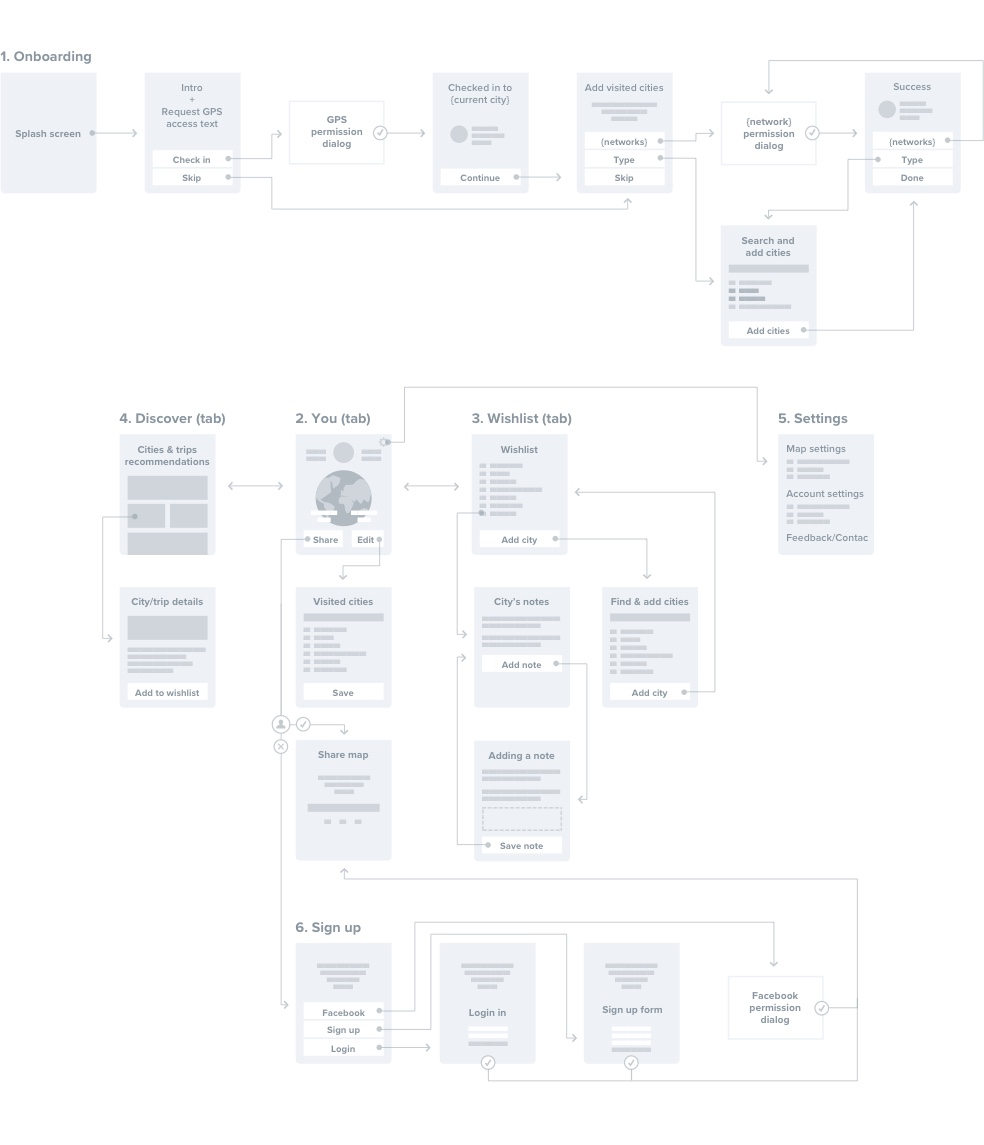 1. Onboarding
Splash screen
Intro
+
Request GPS
access text
Check in
Skip
GPS
permission
dialog
Checked in to
{current city}
Continue
Add visited cities
{networks}
Type
Skip
{network}
permission
dialog
Success
{networks}
Type
Done
Search and
add cities
Add cities
4. Discover (tab)
Cities & trips
recommendations
City/trip details
Add to wishlist
2. You (tab)
Share
Edit
Visited cities
Save
Share map
3. Wishlist (tab)
Wishlist
Add city
City's notes
Add note
Find & add cities
Add city
Adding a note
Save note
5. Settings
Map settings
Account settings
Feedback/Contac
6. Sign up
Facebook
Sign up
Login
Login in
Sign up form
Facebook
permission
dialog